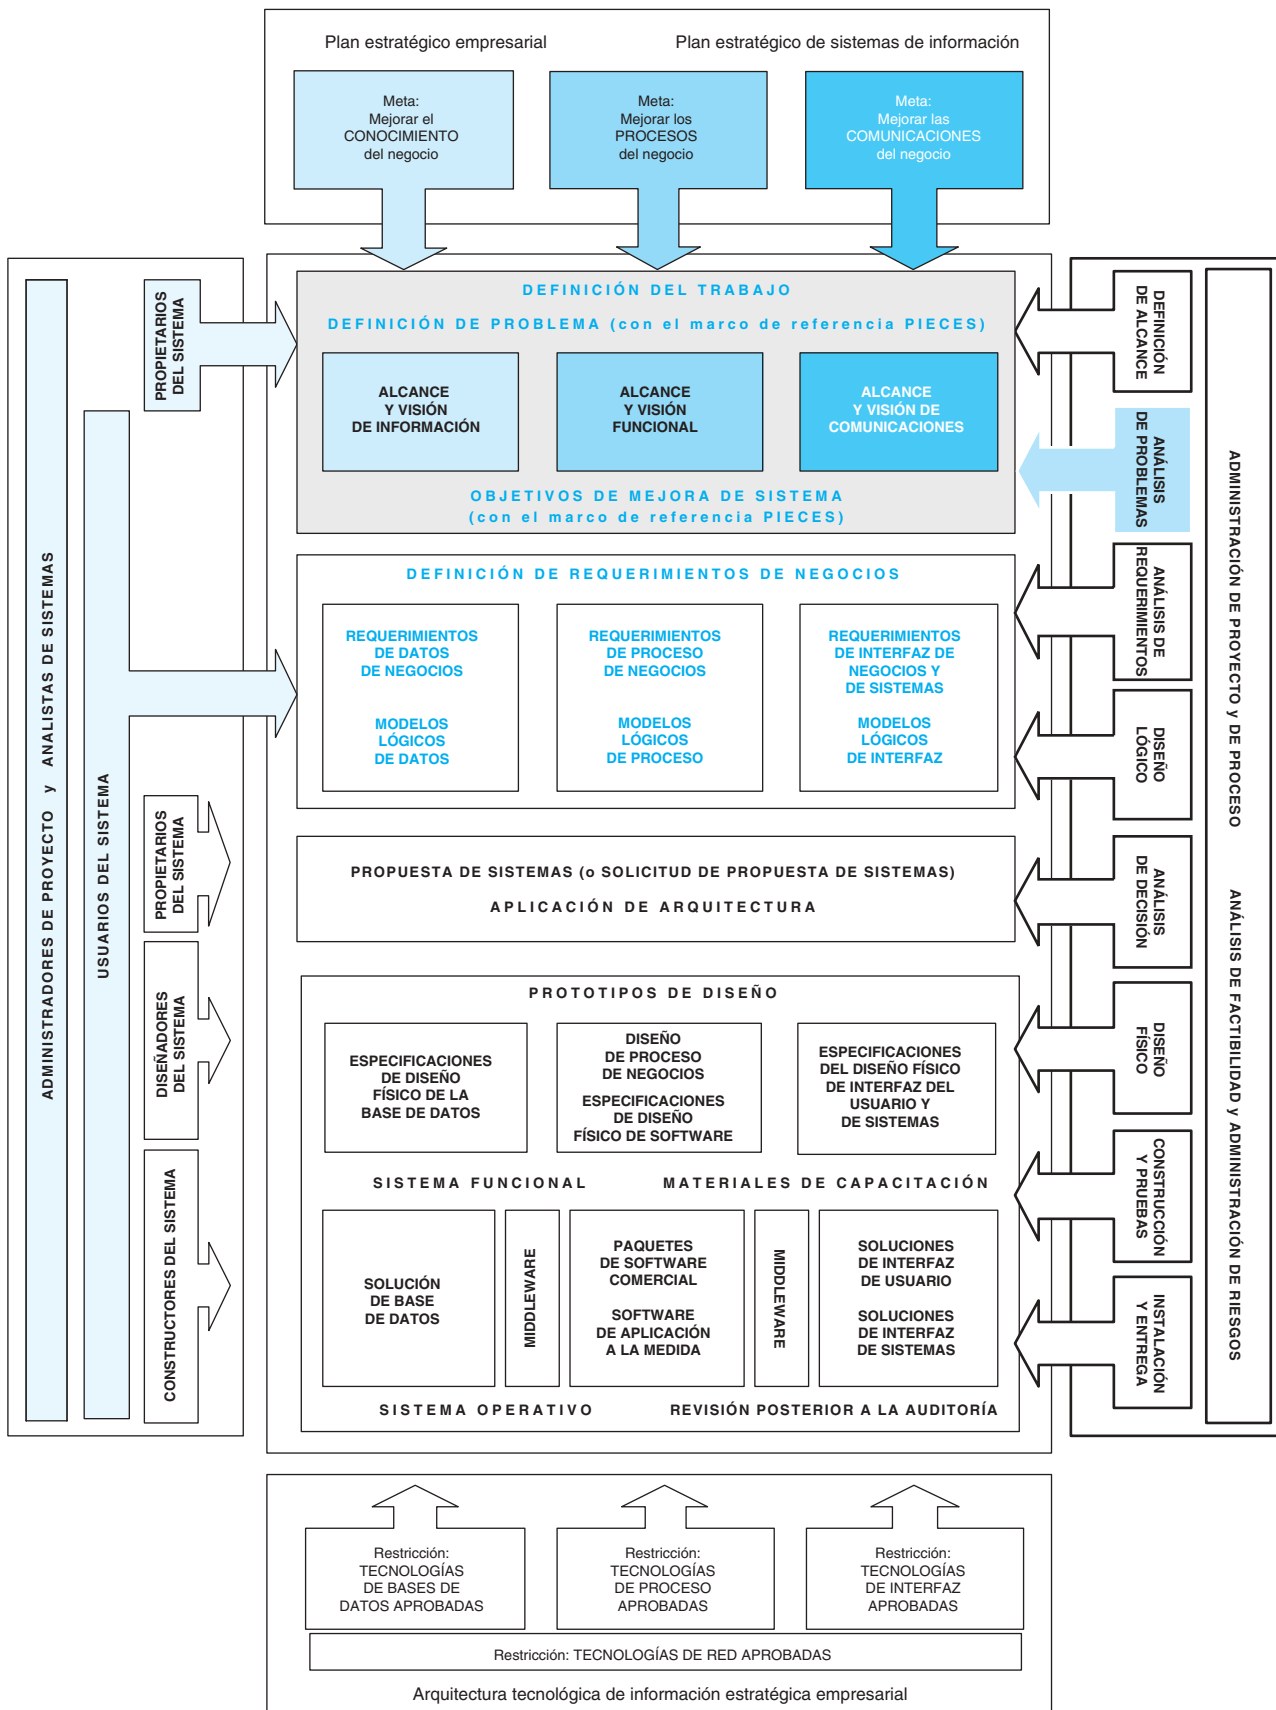 Plan estratégico empresarial
Plan estratégico de sistemas de información
Meta:
Mejorar el
CONOCIMIENTO
del negocio
Meta:
Mejorar los
PROCESOS
del negocio
Meta:
Mejorar las
COMUNICACIONES
del negocio
ADMINISTRADORES DE PROYECTO y ANALISTAS DE SISTEMAS
USUARIOS DEL SISTEMA
PROPIETARIOS
DEL SISTEMA
PROPIETARIOS
DEL SISTEMA
DISEÑADORES
DEL SISTEMA
CONSTRUCTORES DEL SISTEMA
DEFINICIÓN DEL TRABAJO
DEFINICIÓN DE PROBLEMA (con el marco de referencia PIECES)
ALCANCE
Y VISIÓN
DE INFORMACIÓN
ALCANCE
Y VISIÓN
FUNCIONAL
ALCANCE
Y VISIÓN DE
COMUNICACIONES
OBJETIVOS DE MEJORA DE SISTEMA
(con el marco de referencia PIECES)
DEFINICIÓN DE REQUERIMIENTOS DE NEGOCIOS
REQUERIMIENTOS
DE DATOS
DE NEGOCIOS
MODELOS
LÓGICOS
DE DATOS
REQUERIMIENTOS
DE PROCESO
DE NEGOCIOS
MODELOS
LÓGICOS
DE PROCESO
REQUERIMIENTOS
DE INTERFAZ DE
NEGOCIOS Y
DE SISTEMAS
MODELOS
LÓGICOS
DE INTERFAZ
PROPUESTA DE SISTEMAS (o SOLICITUD DE PROPUESTA DE SISTEMAS)
APLICACIÓN DE ARQUITECTURA
PROTOTIPOS DE DISEÑO
ESPECIFICACIONES
DE DISEÑO
FÍSICO DE LA
BASE DE DATOS
DISEÑO
DE PROCESO
DE NEGOCIOS
ESPECIFICACIONES
DE DISEÑO
FÍSICO DE SOFTWARE
ESPECIFICACIONES
DEL DISEÑO FÍSICO
DE INTERFAZ DEL
USUARIO Y
DE SISTEMAS
SISTEMA FUNCIONAL
MATERIALES DE CAPACITACIÓN
SOLUCIÓN
DE BASE
DE DATOS
MIDDLEWARE
PAQUETES
DE SOFTWARE
COMERCIAL
SOFTWARE
DE APLICACIÓN
A LA MEDIDA
MIDDLEWARE
SOLUCIONES
DE INTERFAZ
DE USUARIO
SOLUCIONES
DE INTERFAZ
DE SISTEMAS
SISTEMA OPERATIVO
REVISIÓN POSTERIOR A LA AUDITORÍA
DEFINICIÓN
DE ALCANCE
ANÁLISIS
DE PROBLEMAS
ANÁLISIS DE
REQUERIMIENTOS
DISEÑO
LÓGICO
ANÁLISIS
DE DECISIÓN
DISEÑO
FÍSICO
CONSTRUCCIÓN
Y PRUEBAS
INSTALACIÓN
Y ENTREGA
ADMINISTRACIÓN DE PROYECTO y DE PROCESO
ANÁLISIS DE FACTIBILIDAD y ADMINISTRACIÓN DE RIESGOS
Restricción:
TECNOLOGÍAS
DE BASES DE
DATOS APROBADAS
Restricción:
TECNOLOGÍAS
DE PROCESO
APROBADAS
Restricción:
TECNOLOGÍAS
DE INTERFAZ
APROBADAS
Restricción: TECNOLOGÍAS DE RED APROBADAS
Arquitectura tecnológica de información estratégica empresarial